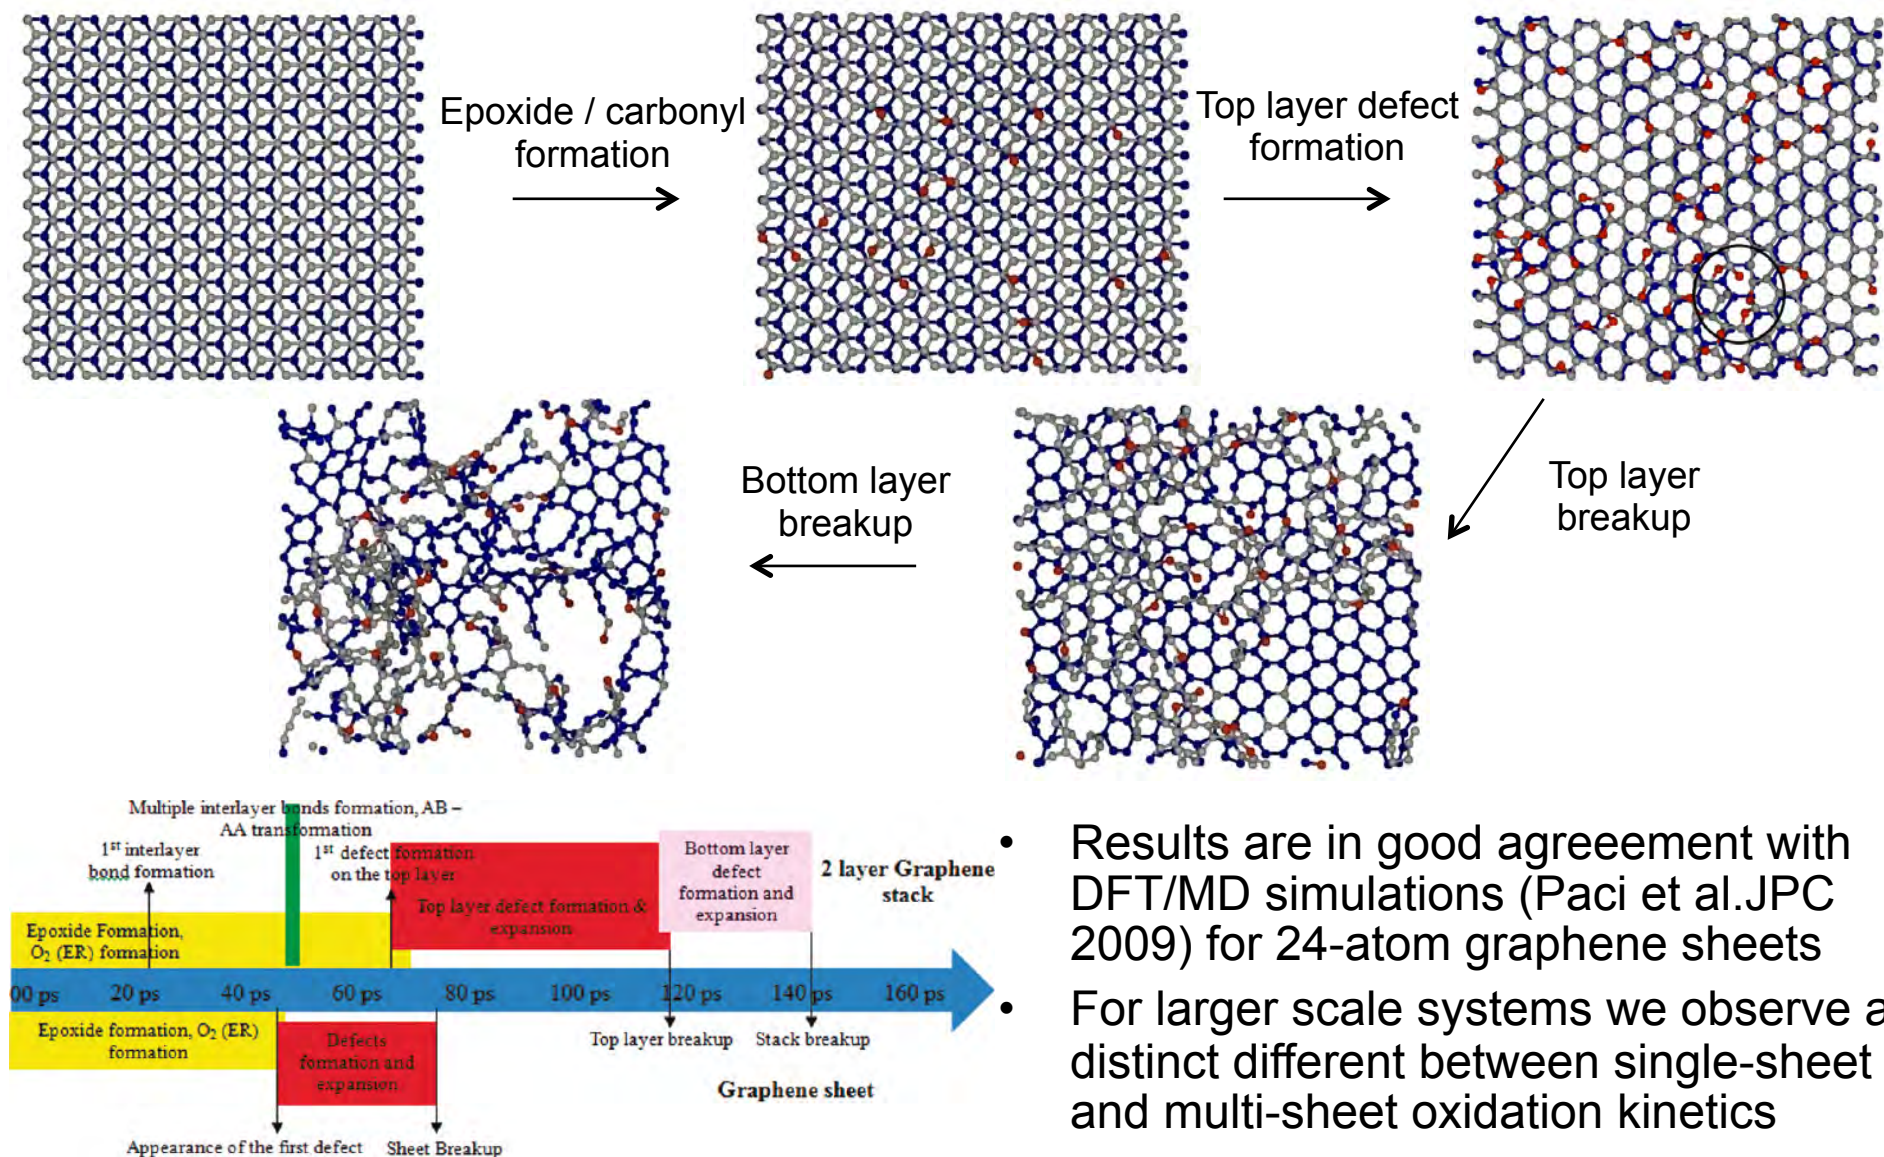 Epoxide / carbonyl
formation
Top layer defect
formation
Bottom layer
breakup
Top layer
breakup
Multiple interlayer bonds formation, AB –
AA transformation
1st interlayer
bond formation
1st defect formation
on the top layer
Epoxide Formation,
O2 (ER) formation
Top layer defect formation &
expansion
Bottom layer
defect
formation and
expansion
2 layer Graphene
stack
00 ps 20 ps 40 ps 60 ps 80 ps 100 ps 120 ps 140 ps 160 ps
Epoxide formation, O2 (ER)
formation
Defects
formation and
expansion
Top layer breakup
Stack breakup
Graphene sheet
Appearance of the first defect
Sheet Breakup
• Results are in good agreeement with
DFT/MD simulations (Paci et al.JPC
2009) for 24-atom graphene sheets
• For larger scale systems we observe a
distinct different between single-sheet
and multi-sheet oxidation kinetics